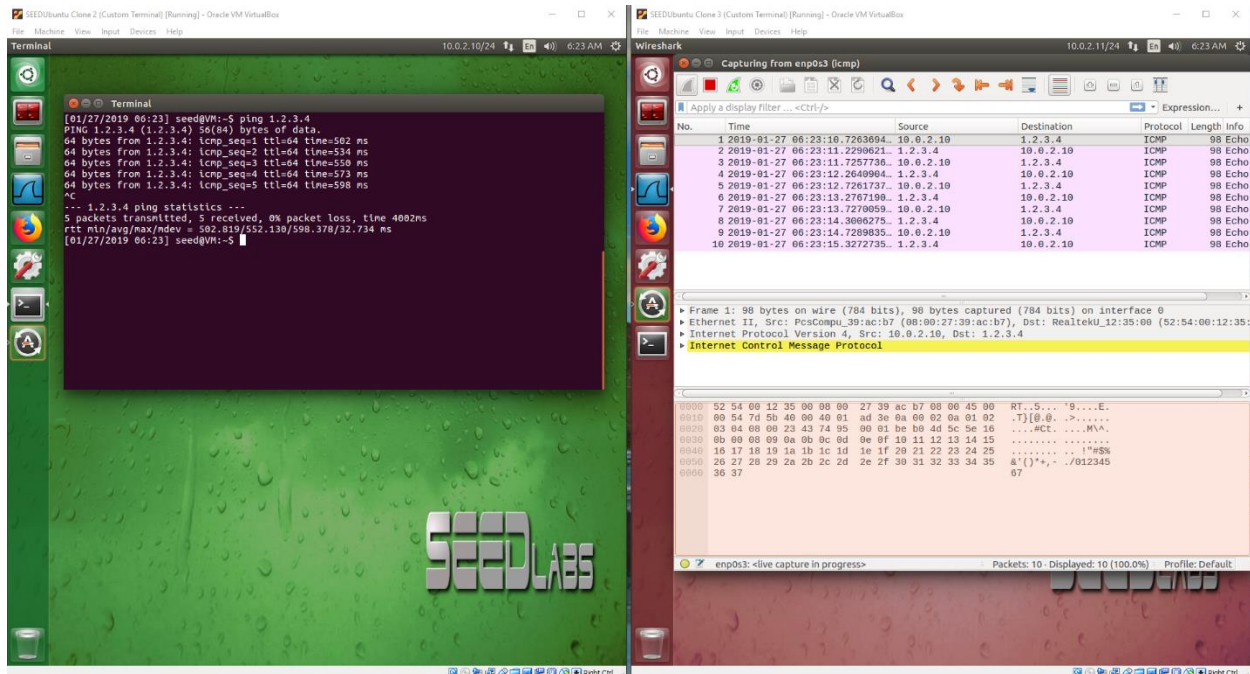 SEEDUbuntu Clone 2 (Custom Terminal) [Running] - Oracle VM VirtualBox
File Machine View Input Devices Help
Terminal
10.0.2.10/24 En 6:23 AM
Terminal
[01/27/2019 06:23] seed@VM:~$ ping 1.2.3.4
PING 1.2.3.4 (1.2.3.4) 56(84) bytes of data.
64 bytes from 1.2.3.4: icmp_seq=1 ttl=64 time=502 ms
64 bytes from 1.2.3.4: icmp_seq=2 ttl=64 time=534 ms
64 bytes from 1.2.3.4: icmp_seq=3 ttl=64 time=550 ms
64 bytes from 1.2.3.4: icmp_seq=4 ttl=64 time=573 ms
64 bytes from 1.2.3.4: icmp_seq=5 ttl=64 time=598 ms
^C
--- 1.2.3.4 ping statistics ---
5 packets transmitted, 5 received, 0% packet loss, time 4002ms
rtt min/avg/max/mdev = 502.819/552.130/598.378/32.734 ms
[01/27/2019 06:23] seed@VM:~$
SEEDLABS
Right Ctrl
SEEDUbuntu Clone 3 (Custom Terminal) [Running] - Oracle VM VirtualBox
File Machine View Input Devices Help
Wireshark
10.0.2.11/24 En 6:23 AM
Capturing from enp0s3 (icmp)
Apply a display filter ... <Ctrl-/> Expression... +
No. Time Source Destination Protocol Length Info
1 2019-01-27 06:23:10.7263694… 10.0.2.10 1.2.3.4 ICMP 98 Echo
2 2019-01-27 06:23:11.2290621… 1.2.3.4 10.0.2.10 ICMP 98 Echo
3 2019-01-27 06:23:11.7257736… 10.0.2.10 1.2.3.4 ICMP 98 Echo
4 2019-01-27 06:23:12.2640904… 1.2.3.4 10.0.2.10 ICMP 98 Echo
5 2019-01-27 06:23:12.7261737… 10.0.2.10 1.2.3.4 ICMP 98 Echo
6 2019-01-27 06:23:13.2767190… 1.2.3.4 10.0.2.10 ICMP 98 Echo
7 2019-01-27 06:23:13.7270059… 10.0.2.10 1.2.3.4 ICMP 98 Echo
8 2019-01-27 06:23:14.3006275… 1.2.3.4 10.0.2.10 ICMP 98 Echo
9 2019-01-27 06:23:14.7289835… 10.0.2.10 1.2.3.4 ICMP 98 Echo
10 2019-01-27 06:23:15.3272735… 1.2.3.4 10.0.2.10 ICMP 98 Echo
Frame 1: 98 bytes on wire (784 bits), 98 bytes captured (784 bits) on interface 0
Ethernet II, Src: PcsCompu_39:ac:b7 (08:00:27:39:ac:b7), Dst: RealtekU_12:35:00 (52:54:00:12:35:
Internet Protocol Version 4, Src: 10.0.2.10, Dst: 1.2.3.4
Internet Control Message Protocol
0000 52 54 00 12 35 00 08 00 27 39 ac b7 08 00 45 00 RT..5... '9....E.
0010 00 54 7d 5b 40 00 40 01 ad 3e 0a 00 02 0a 01 02 .T}[@.@. .>......
0020 03 04 08 00 23 43 74 95 00 01 be b0 4d 5c 5e 16 ....#Ct. ....M\^.
0030 0b 00 08 09 0a 0b 0c 0d 0e 0f 10 11 12 13 14 15 ........ ........
0040 16 17 18 19 1a 1b 1c 1d 1e 1f 20 21 22 23 24 25 ........ .. !"#$%
0050 26 27 28 29 2a 2b 2c 2d 2e 2f 30 31 32 33 34 35 &'()*+,- ./012345
0060 36 37 67
enp0s3: <live capture in progress> Packets: 10 · Displayed: 10 (100.0%) Profile: Default
Right Ctrl